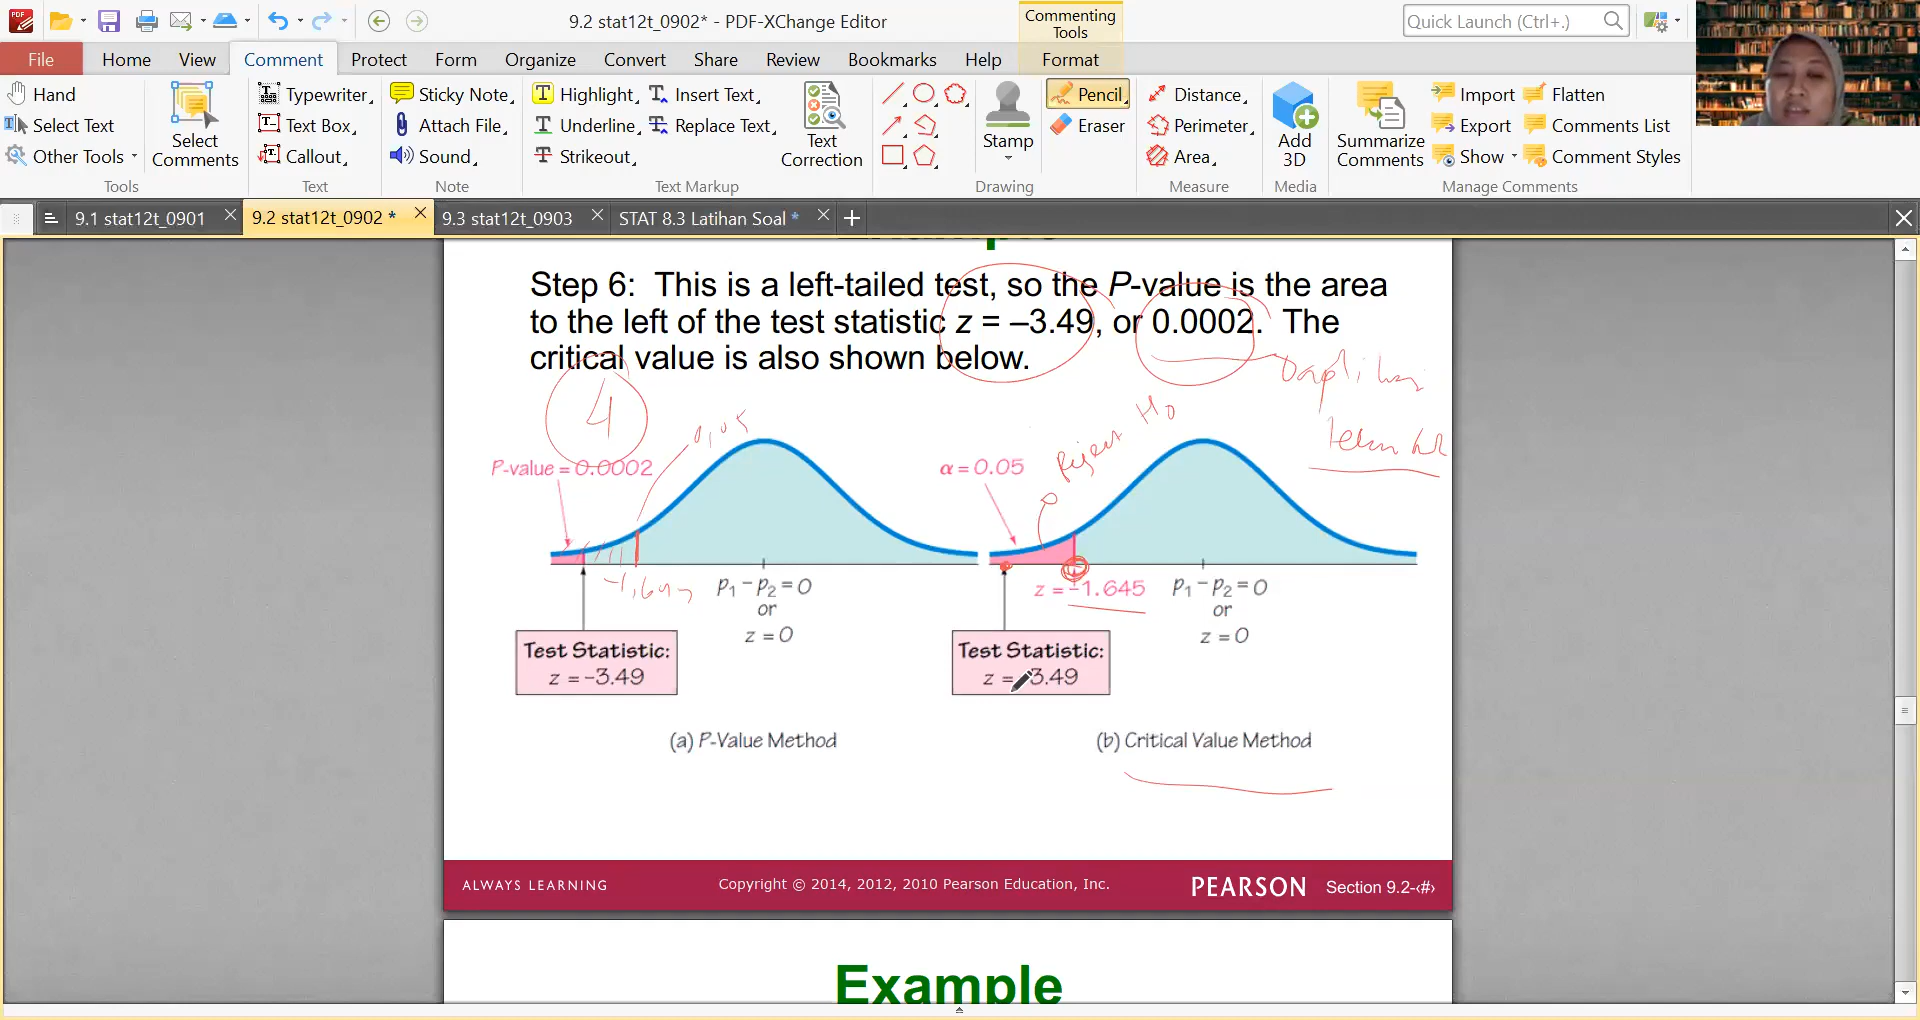 9.2 stat12t_0902* - PDF-XChange Editor
Commenting Tools
Quick Launch (Ctrl+.)
File Home View Comment Protect Form Organize Convert Share Review Bookmarks Help Format
Hand
Select Text
Other Tools
Select Comments
Tools
Typewriter
Text Box
Callout
Text
Sticky Note
Attach File
Sound
Note
Highlight
Underline
Strikeout
Insert Text
Replace Text
Text Correction
Text Markup
Stamp
Pencil
Eraser
Drawing
Distance
Perimeter
Area
Measure
Add 3D
Media
Summarize Comments
Import
Export
Show
Flatten
Comments List
Comment Styles
Manage Comments
9.1 stat12t_0901
9.2 stat12t_0902 *
9.3 stat12t_0903
STAT 8.3 Latihan Soal *
Step 6: This is a left-tailed test, so the P-value is the area
to the left of the test statistic z = –3.49, or 0.0002. The
critical value is also shown below.
4
0,05
Reject H0
P-value = 0.0002
α = 0.05
-1,645
z = -1.645
p1 - p2 = 0
or
z = 0
p1 - p2 = 0
or
z = 0
Test Statistic:
z = -3.49
Test Statistic:
z = -3.49
(a) P-Value Method
(b) Critical Value Method
ALWAYS LEARNING
Copyright © 2014, 2012, 2010 Pearson Education, Inc.
PEARSON
Section 9.2-‹#›
Example